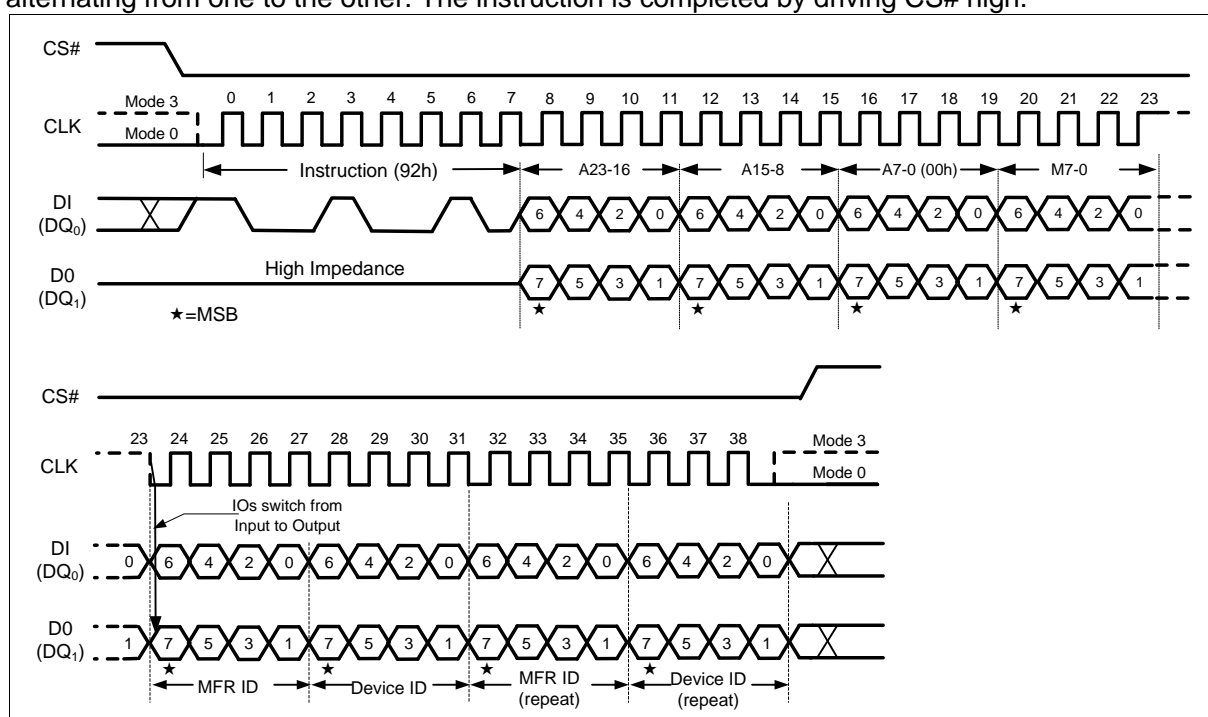 alternating from one to the other. The instruction is completed by driving CS# high.
CS#
Mode 3 0 1 2 3 4 5 6 7 8 9 10 11 12 13 14 15 16 17 18 19 20 21 22 23
CLK
Mode 0
Instruction (92h) A23-16 A15-8 A7-0 (00h) M7-0
DI
(DQ0)
6 4 2 0 6 4 2 0 6 4 2 0 6 4 2 0
High Impedance
D0
(DQ1)
7 5 3 1 7 5 3 1 7 5 3 1 7 5 3 1
★=MSB ★ ★ ★ ★
CS#
23 24 25 26 27 28 29 30 31 32 33 34 35 36 37 38 Mode 3
CLK
Mode 0
IOs switch from
Input to Output
DI
(DQ0)
0 6 4 2 0 6 4 2 0 6 4 2 0 6 4 2 0
D0
(DQ1)
1 7 5 3 1 7 5 3 1 7 5 3 1 7 5 3 1
★ ★ ★ ★
MFR ID Device ID MFR ID
(repeat)
Device ID
(repeat)